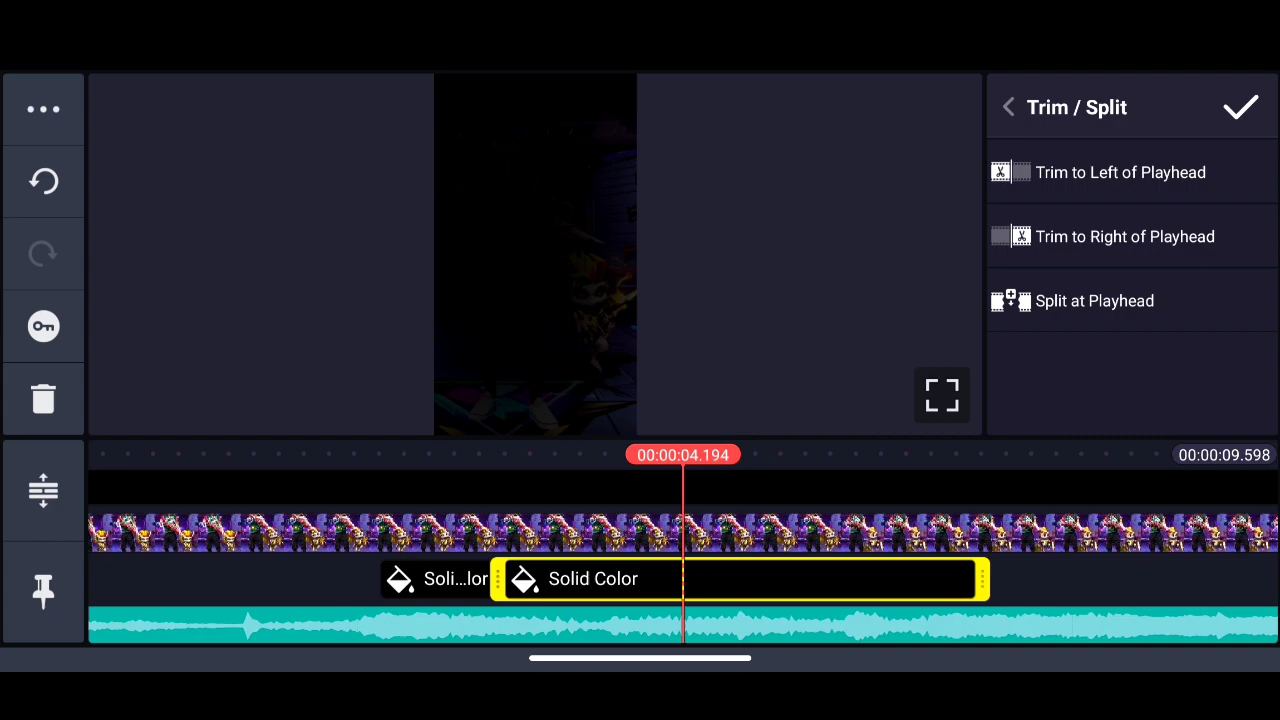 Trim / Split
Trim to Left of Playhead
Trim to Right of Playhead
Split at Playhead
00:00:04.194
00:00:09.598
Soli...lor
Solid Color